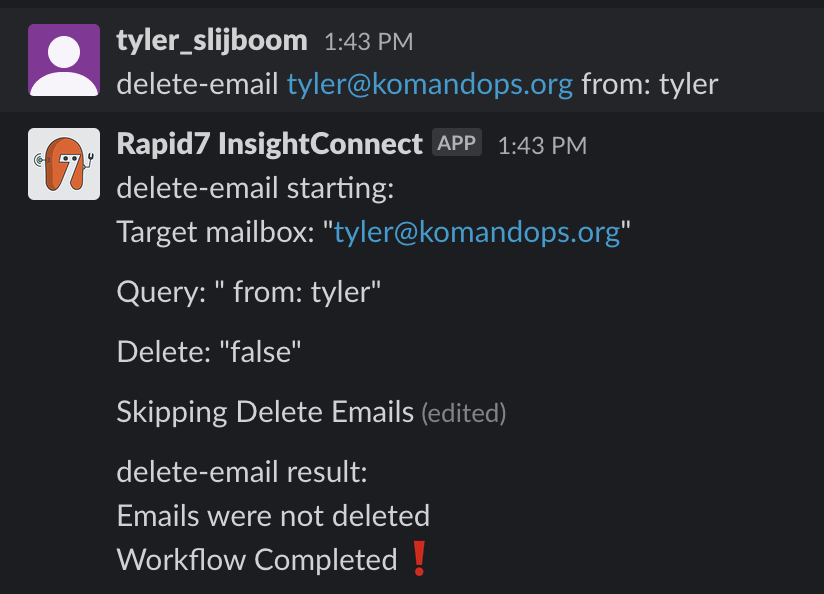 tyler_slijboom 1:43 PM
delete-email tyler@komandops.org from: tyler
Rapid7 InsightConnect APP 1:43 PM
delete-email starting:
Target mailbox: "tyler@komandops.org"
Query: " from: tyler"
Delete: "false"
Skipping Delete Emails (edited)
delete-email result:
Emails were not deleted
Workflow Completed ❗